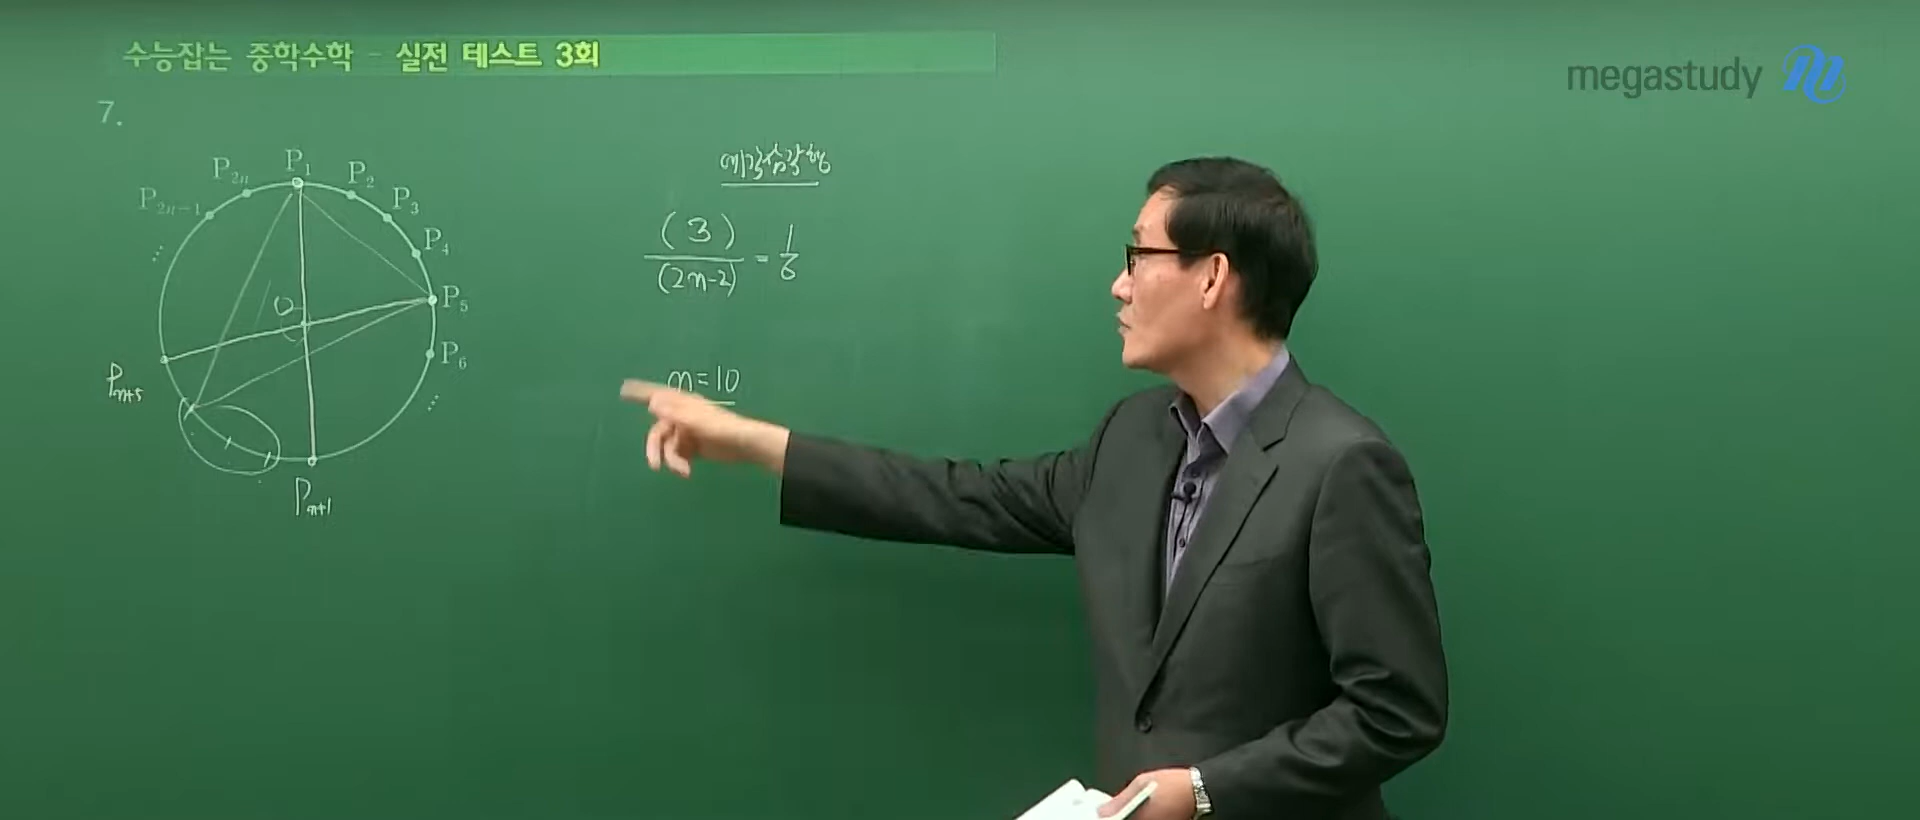 수능잡는 중학수학 - 실전 테스트 3회
megastudy
7.
P₁
P₂ₙ
P₂
P₂ₙ₋₁
P₃
P₄
P₅
P₆
O
Pₙ₊₅
Pₙ₊₁
예각삼각형
(3)/(2n-2) = 1/6
n=10